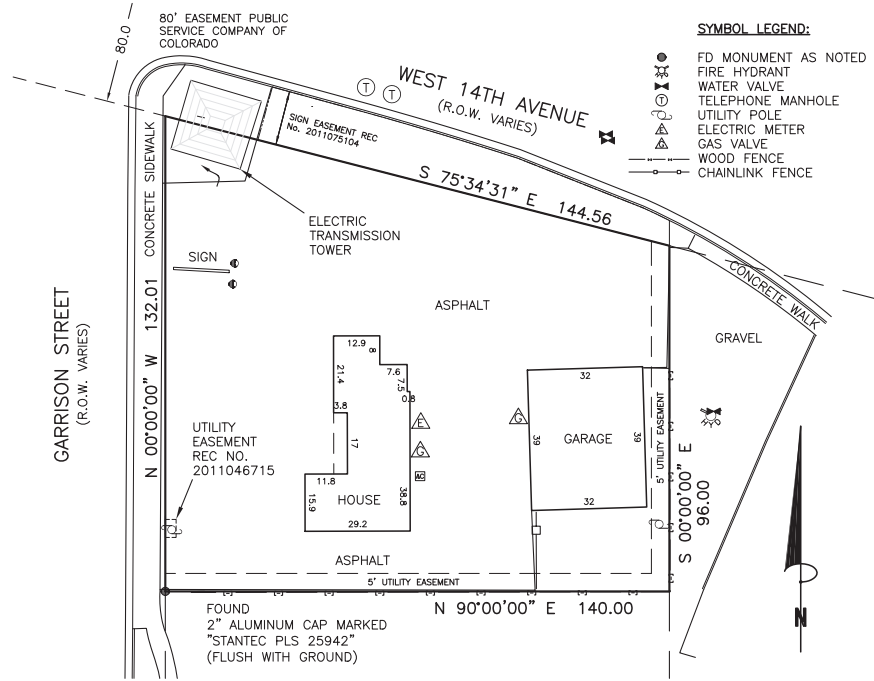 80' EASEMENT PUBLIC
SERVICE COMPANY OF
COLORADO
80.0
SYMBOL LEGEND:
FD MONUMENT AS NOTED
FIRE HYDRANT
WATER VALVE
T TELEPHONE MANHOLE
UTILITY POLE
E ELECTRIC METER
G GAS VALVE
WOOD FENCE
CHAINLINK FENCE
T T
WEST 14TH AVENUE
(R.O.W. VARIES)
SIGN EASEMENT REC
No. 2011075104
S 75°34'31" E 144.56
CONCRETE SIDEWALK
ELECTRIC
TRANSMISSION
TOWER
SIGN
CONCRETE WALK
ASPHALT
GRAVEL
GARRISON STREET
(R.O.W. VARIES)
N 00°00'00" W 132.01
12.9
8
7.6
7.5
0.8
21.4
3.8
17
11.8
15.9
HOUSE
38.8
29.2
E
G
AC
G
32
39
GARAGE
39
32
5' UTILITY EASEMENT
S 00°00'00" E
96.00
UTILITY
EASEMENT
REC NO.
2011046715
ASPHALT
5' UTILITY EASEMENT
N 90°00'00" E 140.00
FOUND
2" ALUMINUM CAP MARKED
"STANTEC PLS 25942"
(FLUSH WITH GROUND)
N